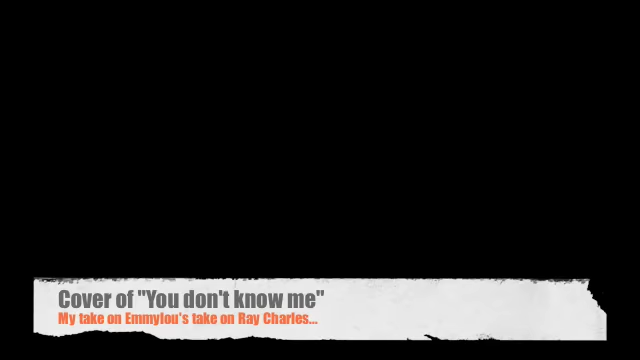 Cover of "You don't know me"
My take on Emmylou's take on Ray Charles...